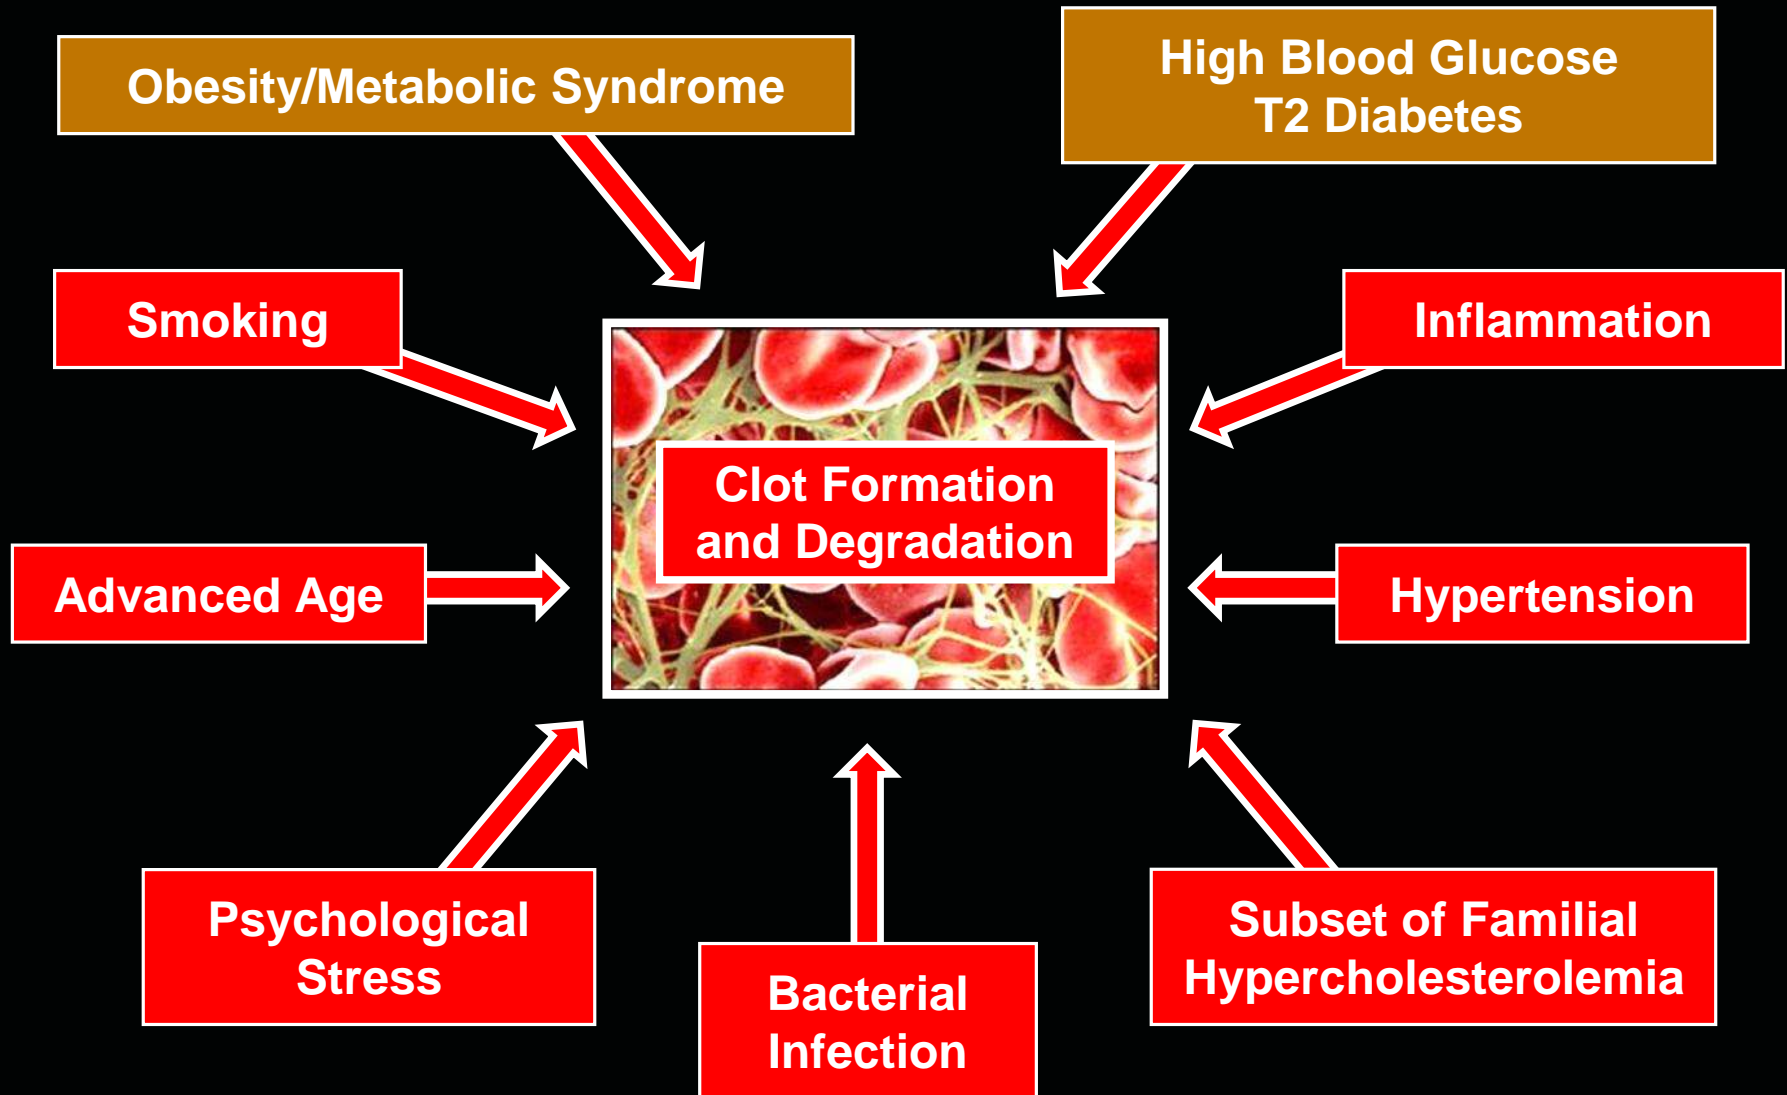 Obesity/Metabolic Syndrome
High Blood Glucose
T2 Diabetes
Smoking
Inflammation
Clot Formation
and Degradation
Advanced Age
Hypertension
Psychological
Stress
Bacterial
Infection
Subset of Familial
Hypercholesterolemia